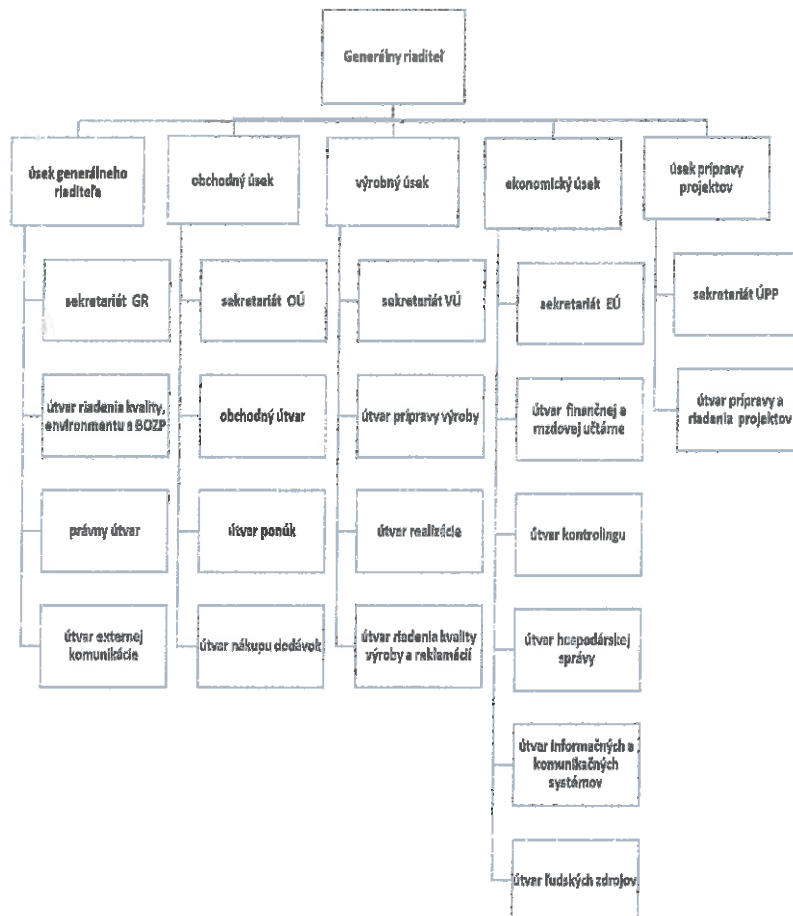 Generálny riaditeľ
úsek generálneho
riaditeľa
obchodný úsek
výrobný úsek
ekonomický úsek
úsek prípravy
projektov
sekretariát GR
útvar riadenia kvality,
environmentu a BOZP
právny útvar
útvar externej
komunikácie
sekretariát OÚ
obchodný útvar
útvar ponúk
útvar nákupu dodávok
sekretariát VÚ
útvar prípravy výroby
útvar realizácie
útvar riadenia kvality
výroby a reklamácií
sekretariát EÚ
útvar finančnej a
mzdovej učtárne
útvar kontrolingu
útvar hospodárskej
správy
útvar informačných a
komunikačných
systémov
útvar ľudských zdrojov
sekretariát ÚPP
útvar prípravy a
riadenia projektov